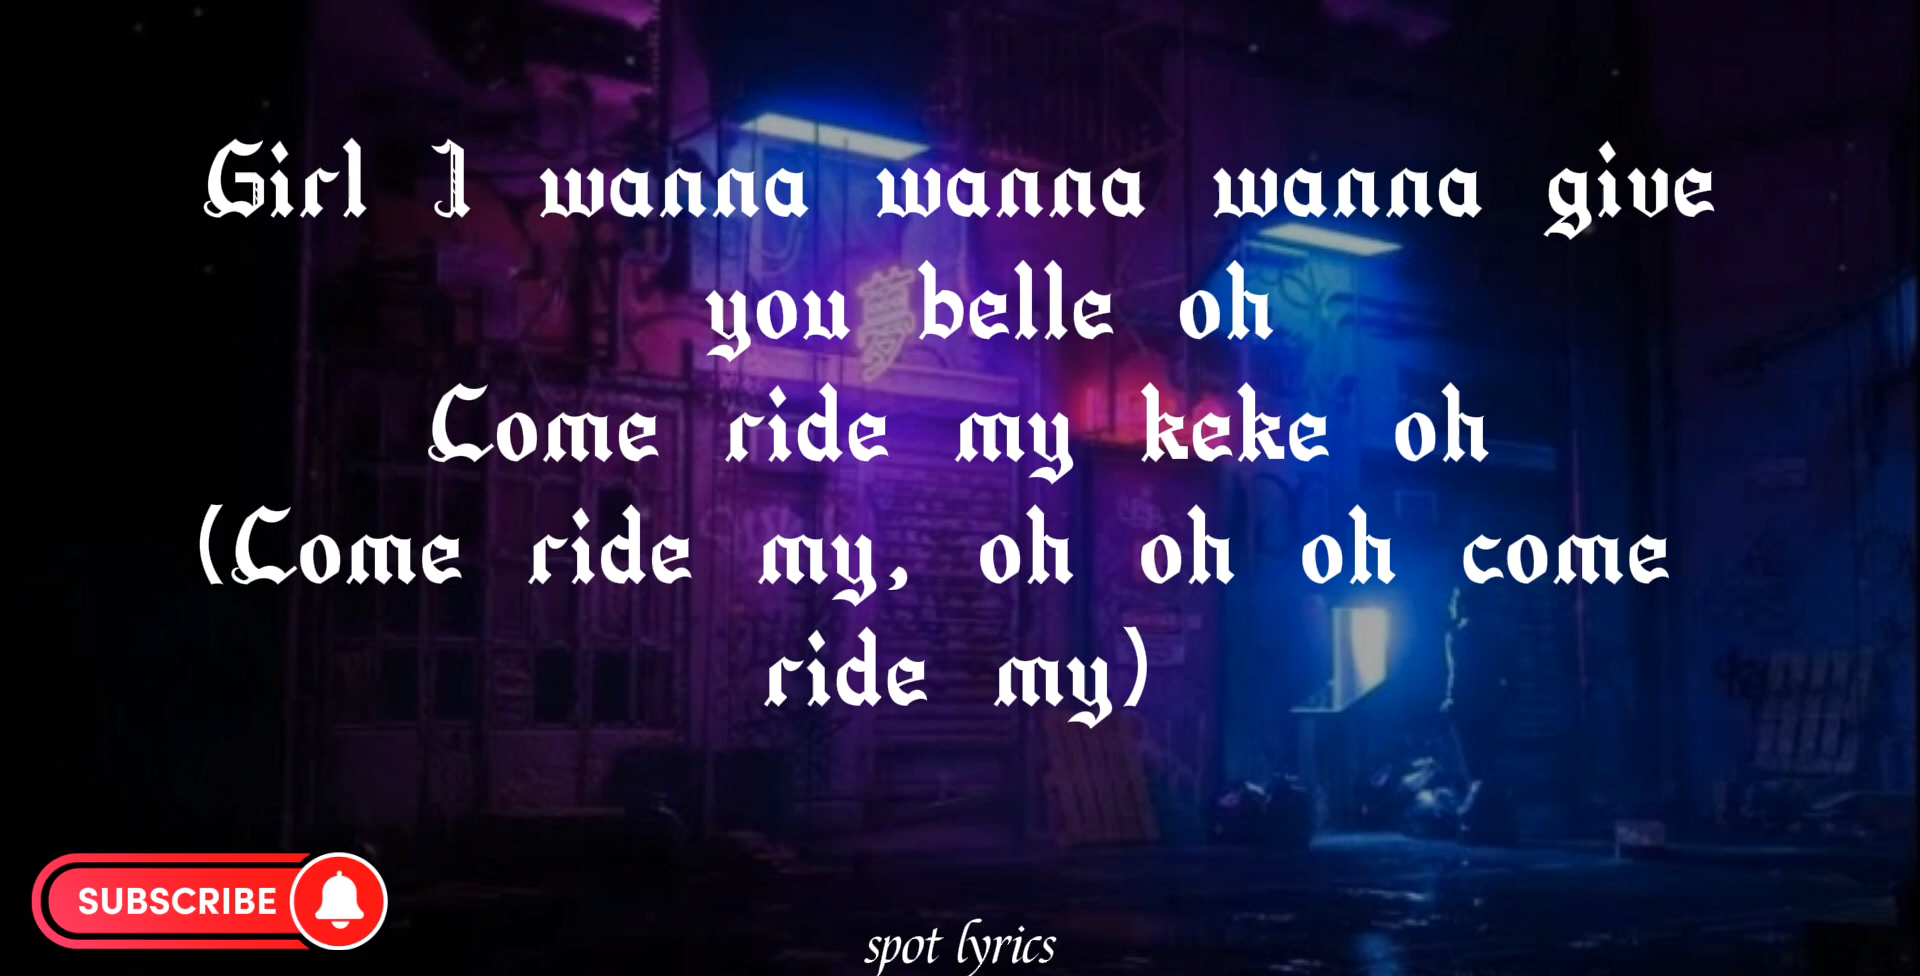 Girl I wanna wanna wanna give
you belle oh
夢
Come ride my keke oh
(Come ride my, oh oh oh come
ride my)
SUBSCRIBE
spot lyrics